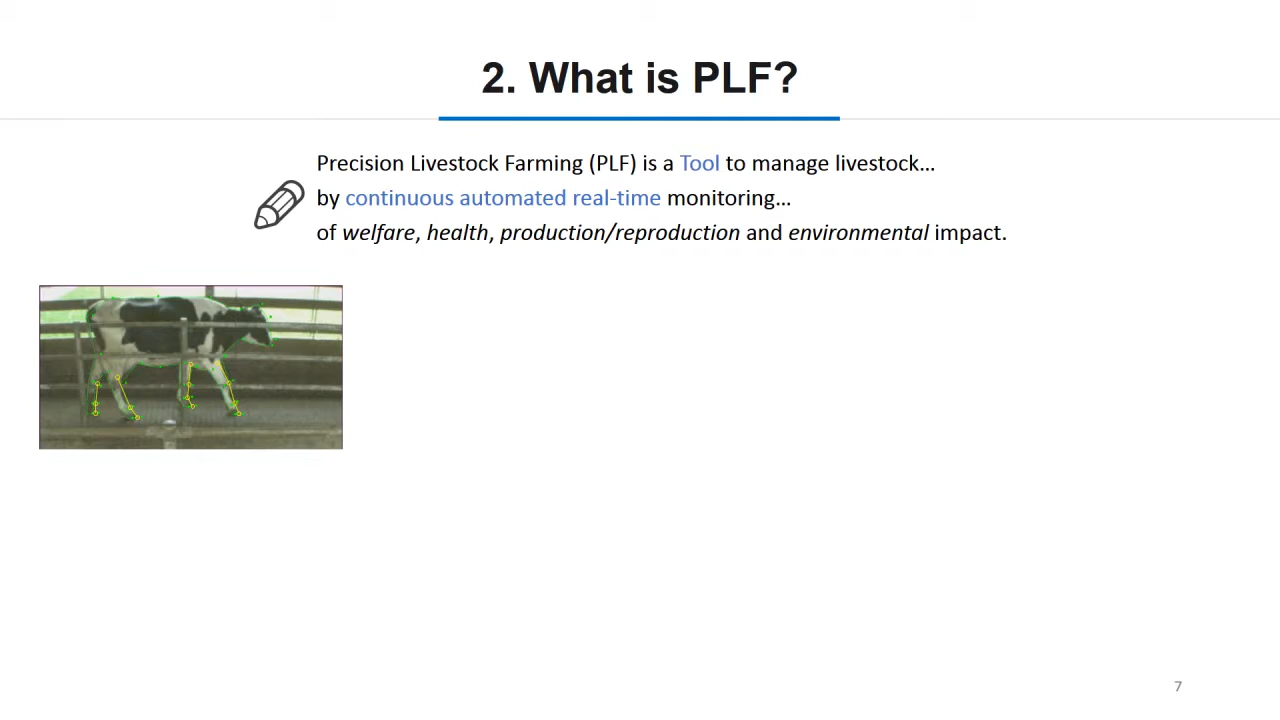 2. What is PLF?
Precision Livestock Farming (PLF) is a Tool to manage livestock…
by continuous automated real-time monitoring…
of welfare, health, production/reproduction and environmental impact.
7